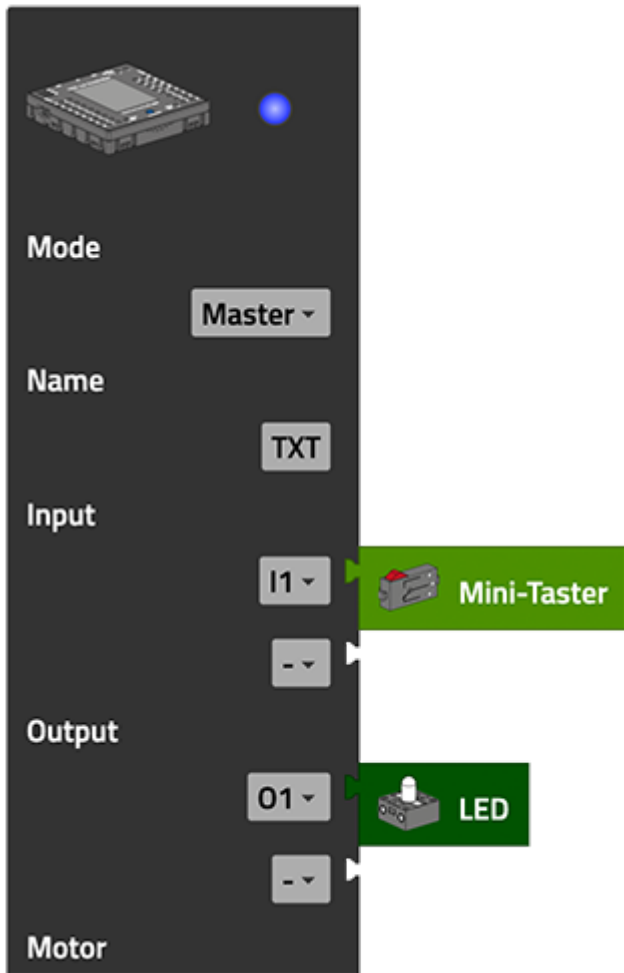 Mode
Master
Name
TXT
Input
I1
Mini-Taster
-
Output
O1
LED
-
Motor